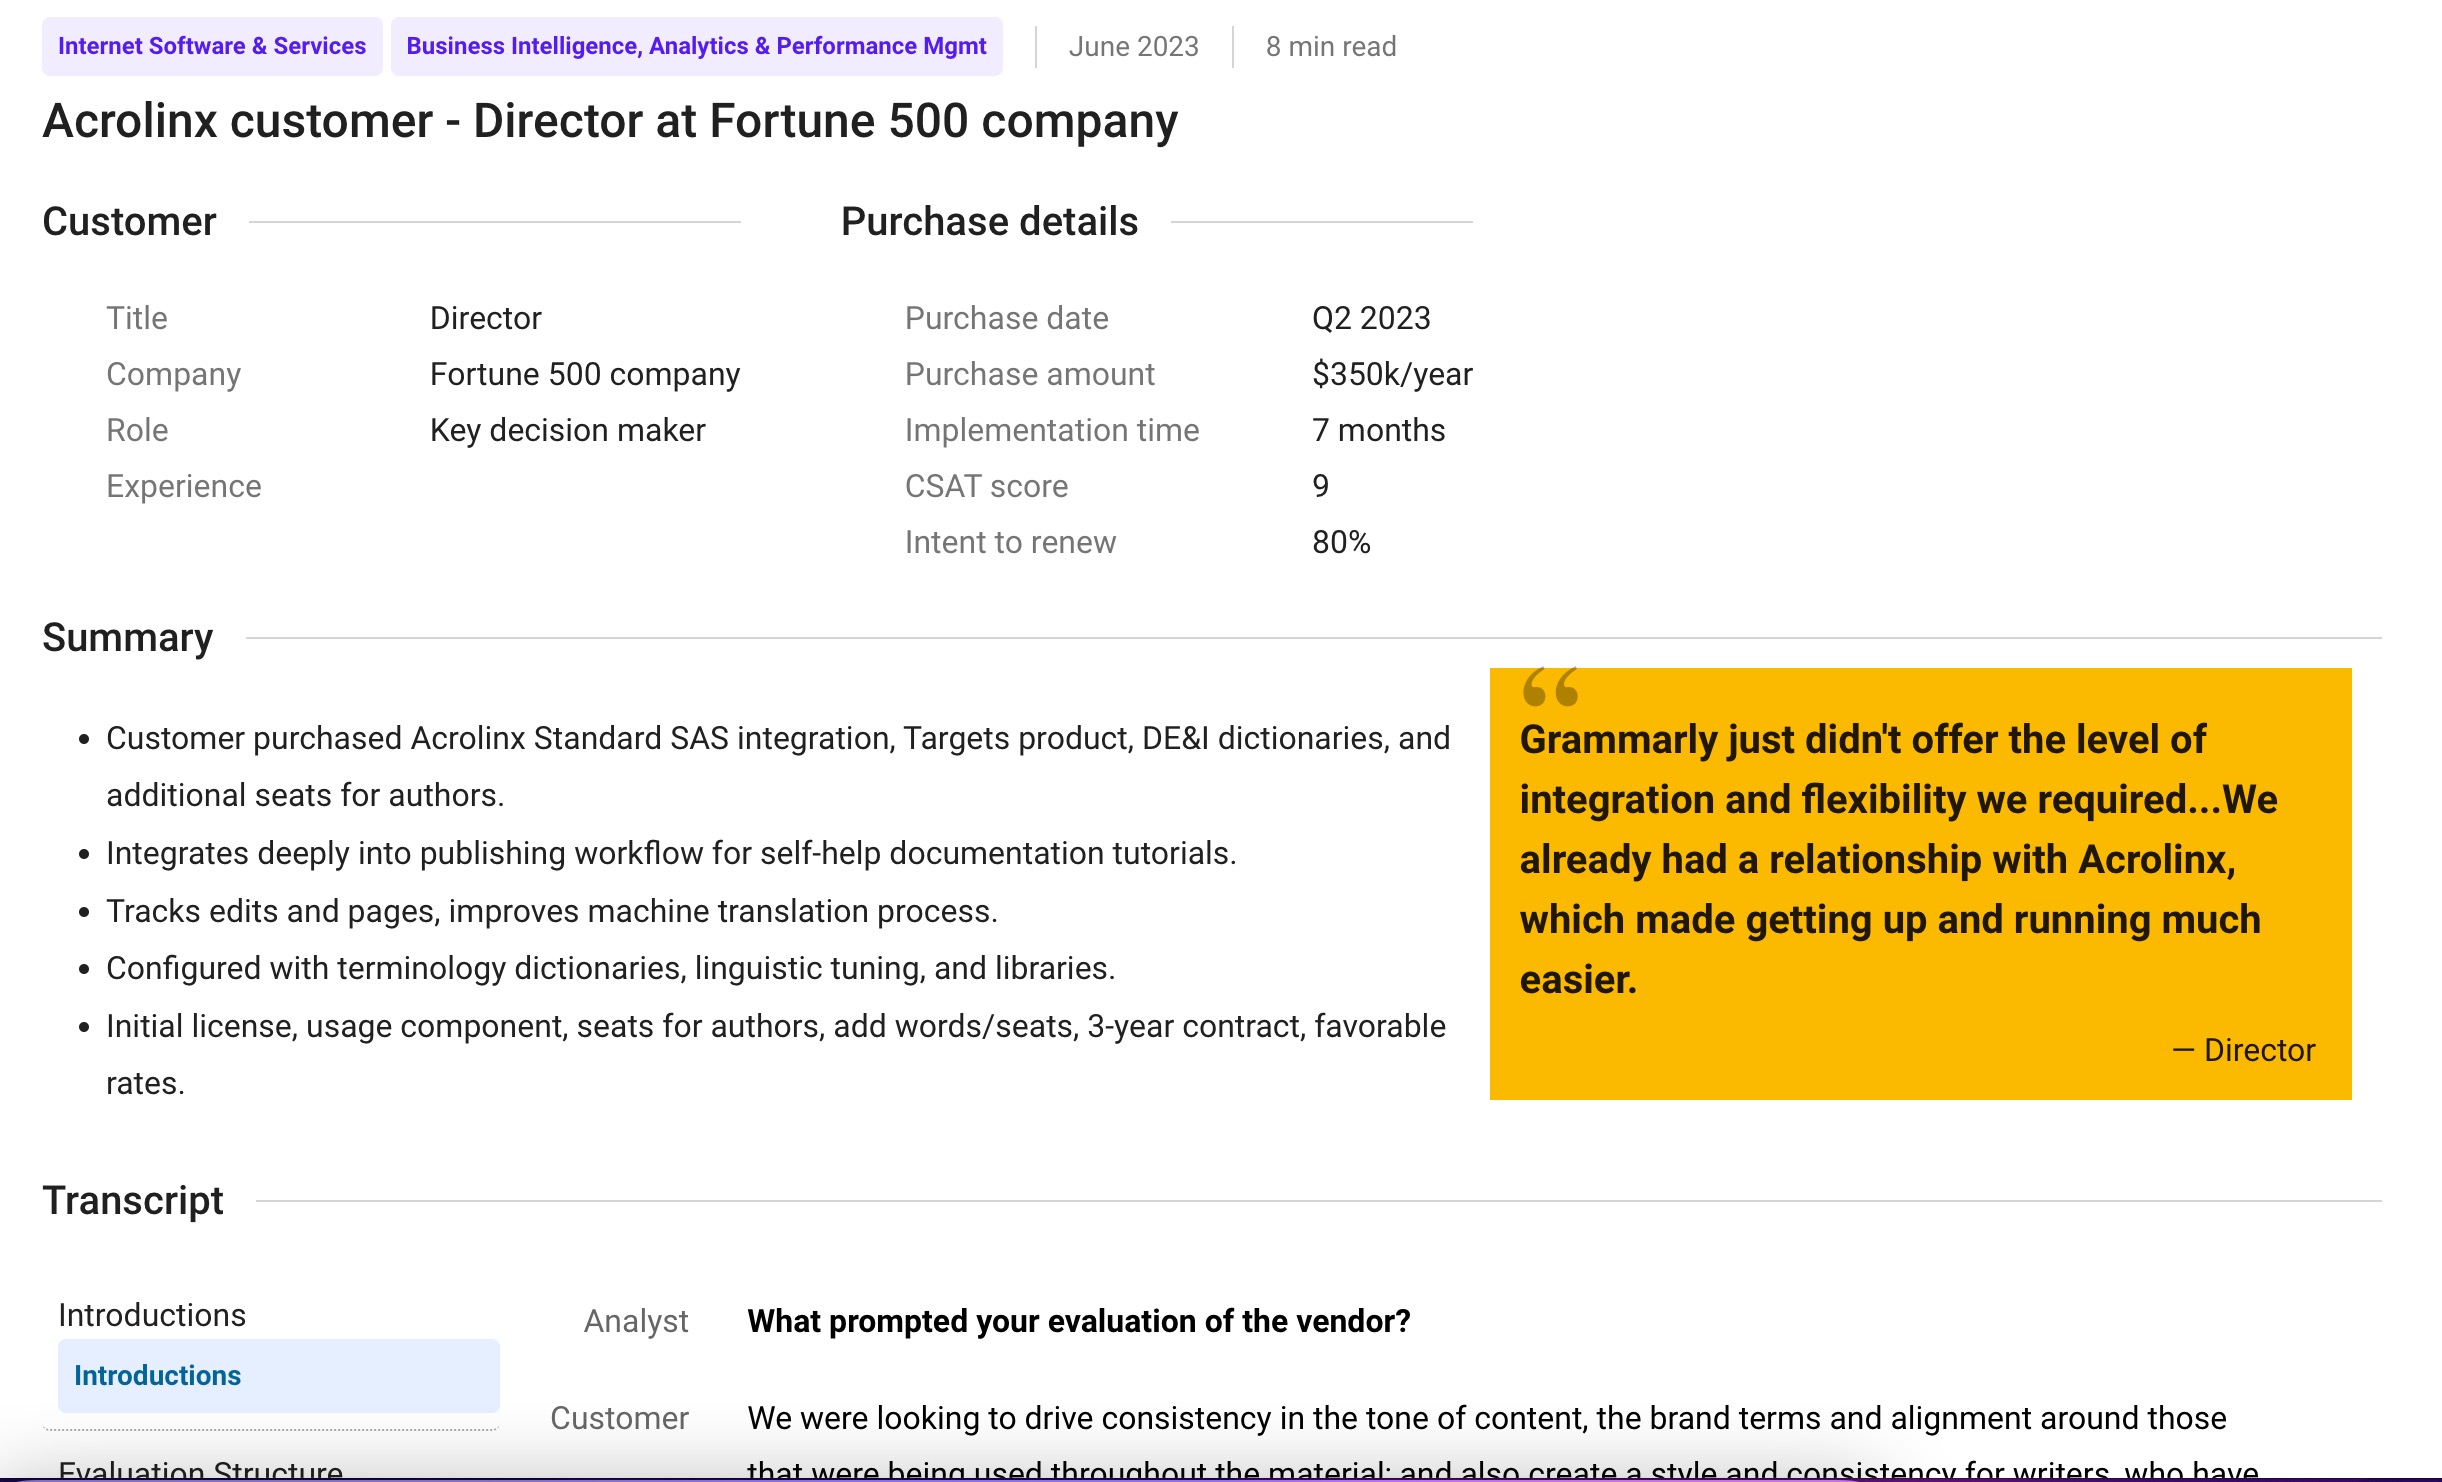 Internet Software & Services Business Intelligence, Analytics & Performance Mgmt June 2023 8 min read
Acrolinx customer - Director at Fortune 500 company
Customer
Title Director
Company Fortune 500 company
Role Key decision maker
Experience
Purchase details
Purchase date Q2 2023
Purchase amount $350k/year
Implementation time 7 months
CSAT score 9
Intent to renew 80%
Summary
• Customer purchased Acrolinx Standard SAS integration, Targets product, DE&I dictionaries, and
additional seats for authors.
• Integrates deeply into publishing workflow for self-help documentation tutorials.
• Tracks edits and pages, improves machine translation process.
• Configured with terminology dictionaries, linguistic tuning, and libraries.
• Initial license, usage component, seats for authors, add words/seats, 3-year contract, favorable
rates.
“
Grammarly just didn't offer the level of
integration and flexibility we required...We
already had a relationship with Acrolinx,
which made getting up and running much
easier.
— Director
Transcript
Introductions
Introductions
Evaluation Structure
Analyst What prompted your evaluation of the vendor?
Customer We were looking to drive consistency in the tone of content, the brand terms and alignment around those
that were being used throughout the material; and also create a style and consistency for writers, who have